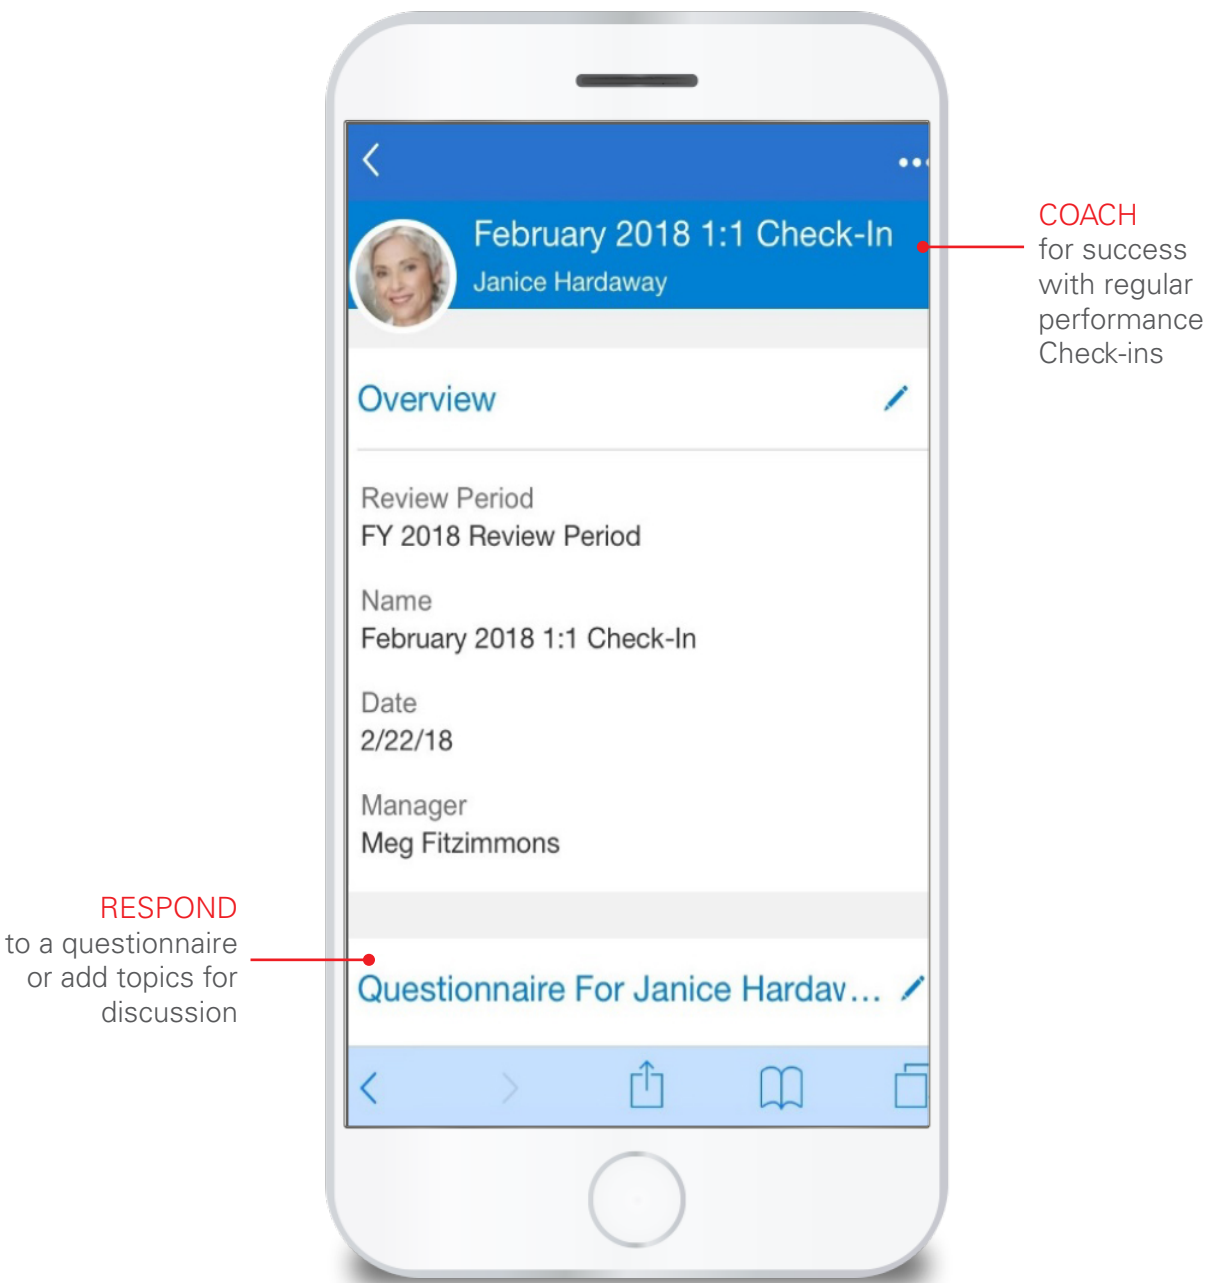 February 2018 1:1 Check-In
Janice Hardaway
COACH
for success
with regular
performance
Check-ins
Overview
Review Period
FY 2018 Review Period
Name
February 2018 1:1 Check-In
Date
2/22/18
Manager
Meg Fitzimmons
RESPOND
to a questionnaire
or add topics for
discussion
Questionnaire For Janice Hardav...